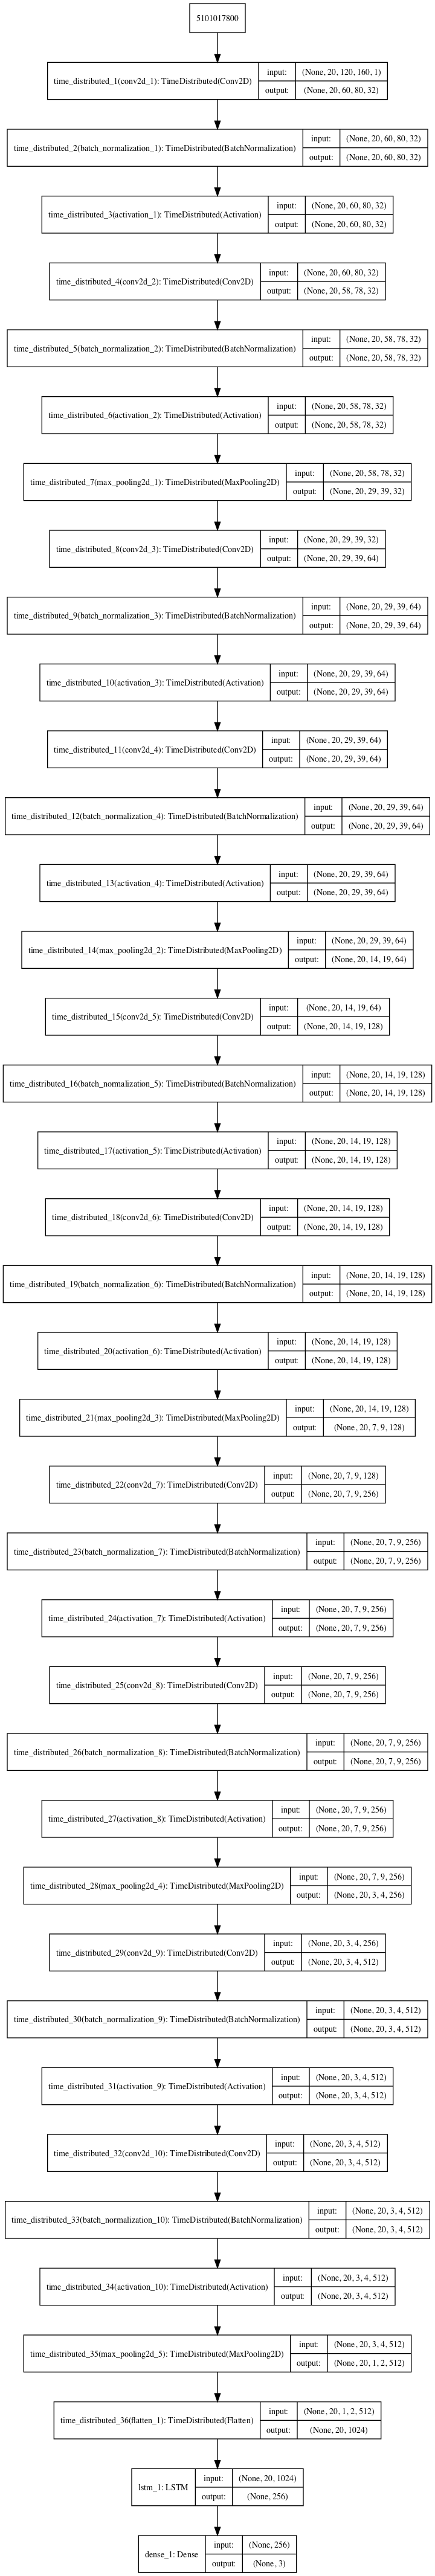 5101017800
time_distributed_1(conv2d_1): TimeDistributed(Conv2D)
input: (None, 20, 120, 160, 1)
output: (None, 20, 60, 80, 32)
time_distributed_2(batch_normalization_1): TimeDistributed(BatchNormalization)
input: (None, 20, 60, 80, 32)
output: (None, 20, 60, 80, 32)
time_distributed_3(activation_1): TimeDistributed(Activation)
input: (None, 20, 60, 80, 32)
output: (None, 20, 60, 80, 32)
time_distributed_4(conv2d_2): TimeDistributed(Conv2D)
input: (None, 20, 60, 80, 32)
output: (None, 20, 58, 78, 32)
time_distributed_5(batch_normalization_2): TimeDistributed(BatchNormalization)
input: (None, 20, 58, 78, 32)
output: (None, 20, 58, 78, 32)
time_distributed_6(activation_2): TimeDistributed(Activation)
input: (None, 20, 58, 78, 32)
output: (None, 20, 58, 78, 32)
time_distributed_7(max_pooling2d_1): TimeDistributed(MaxPooling2D)
input: (None, 20, 58, 78, 32)
output: (None, 20, 29, 39, 32)
time_distributed_8(conv2d_3): TimeDistributed(Conv2D)
input: (None, 20, 29, 39, 32)
output: (None, 20, 29, 39, 64)
time_distributed_9(batch_normalization_3): TimeDistributed(BatchNormalization)
input: (None, 20, 29, 39, 64)
output: (None, 20, 29, 39, 64)
time_distributed_10(activation_3): TimeDistributed(Activation)
input: (None, 20, 29, 39, 64)
output: (None, 20, 29, 39, 64)
time_distributed_11(conv2d_4): TimeDistributed(Conv2D)
input: (None, 20, 29, 39, 64)
output: (None, 20, 29, 39, 64)
time_distributed_12(batch_normalization_4): TimeDistributed(BatchNormalization)
input: (None, 20, 29, 39, 64)
output: (None, 20, 29, 39, 64)
time_distributed_13(activation_4): TimeDistributed(Activation)
input: (None, 20, 29, 39, 64)
output: (None, 20, 29, 39, 64)
time_distributed_14(max_pooling2d_2): TimeDistributed(MaxPooling2D)
input: (None, 20, 29, 39, 64)
output: (None, 20, 14, 19, 64)
time_distributed_15(conv2d_5): TimeDistributed(Conv2D)
input: (None, 20, 14, 19, 64)
output: (None, 20, 14, 19, 128)
time_distributed_16(batch_normalization_5): TimeDistributed(BatchNormalization)
input: (None, 20, 14, 19, 128)
output: (None, 20, 14, 19, 128)
time_distributed_17(activation_5): TimeDistributed(Activation)
input: (None, 20, 14, 19, 128)
output: (None, 20, 14, 19, 128)
time_distributed_18(conv2d_6): TimeDistributed(Conv2D)
input: (None, 20, 14, 19, 128)
output: (None, 20, 14, 19, 128)
time_distributed_19(batch_normalization_6): TimeDistributed(BatchNormalization)
input: (None, 20, 14, 19, 128)
output: (None, 20, 14, 19, 128)
time_distributed_20(activation_6): TimeDistributed(Activation)
input: (None, 20, 14, 19, 128)
output: (None, 20, 14, 19, 128)
time_distributed_21(max_pooling2d_3): TimeDistributed(MaxPooling2D)
input: (None, 20, 14, 19, 128)
output: (None, 20, 7, 9, 128)
time_distributed_22(conv2d_7): TimeDistributed(Conv2D)
input: (None, 20, 7, 9, 128)
output: (None, 20, 7, 9, 256)
time_distributed_23(batch_normalization_7): TimeDistributed(BatchNormalization)
input: (None, 20, 7, 9, 256)
output: (None, 20, 7, 9, 256)
time_distributed_24(activation_7): TimeDistributed(Activation)
input: (None, 20, 7, 9, 256)
output: (None, 20, 7, 9, 256)
time_distributed_25(conv2d_8): TimeDistributed(Conv2D)
input: (None, 20, 7, 9, 256)
output: (None, 20, 7, 9, 256)
time_distributed_26(batch_normalization_8): TimeDistributed(BatchNormalization)
input: (None, 20, 7, 9, 256)
output: (None, 20, 7, 9, 256)
time_distributed_27(activation_8): TimeDistributed(Activation)
input: (None, 20, 7, 9, 256)
output: (None, 20, 7, 9, 256)
time_distributed_28(max_pooling2d_4): TimeDistributed(MaxPooling2D)
input: (None, 20, 7, 9, 256)
output: (None, 20, 3, 4, 256)
time_distributed_29(conv2d_9): TimeDistributed(Conv2D)
input: (None, 20, 3, 4, 256)
output: (None, 20, 3, 4, 512)
time_distributed_30(batch_normalization_9): TimeDistributed(BatchNormalization)
input: (None, 20, 3, 4, 512)
output: (None, 20, 3, 4, 512)
time_distributed_31(activation_9): TimeDistributed(Activation)
input: (None, 20, 3, 4, 512)
output: (None, 20, 3, 4, 512)
time_distributed_32(conv2d_10): TimeDistributed(Conv2D)
input: (None, 20, 3, 4, 512)
output: (None, 20, 3, 4, 512)
time_distributed_33(batch_normalization_10): TimeDistributed(BatchNormalization)
input: (None, 20, 3, 4, 512)
output: (None, 20, 3, 4, 512)
time_distributed_34(activation_10): TimeDistributed(Activation)
input: (None, 20, 3, 4, 512)
output: (None, 20, 3, 4, 512)
time_distributed_35(max_pooling2d_5): TimeDistributed(MaxPooling2D)
input: (None, 20, 3, 4, 512)
output: (None, 20, 1, 2, 512)
time_distributed_36(flatten_1): TimeDistributed(Flatten)
input: (None, 20, 1, 2, 512)
output: (None, 20, 1024)
lstm_1: LSTM
input: (None, 20, 1024)
output: (None, 256)
dense_1: Dense
input: (None, 256)
output: (None, 3)